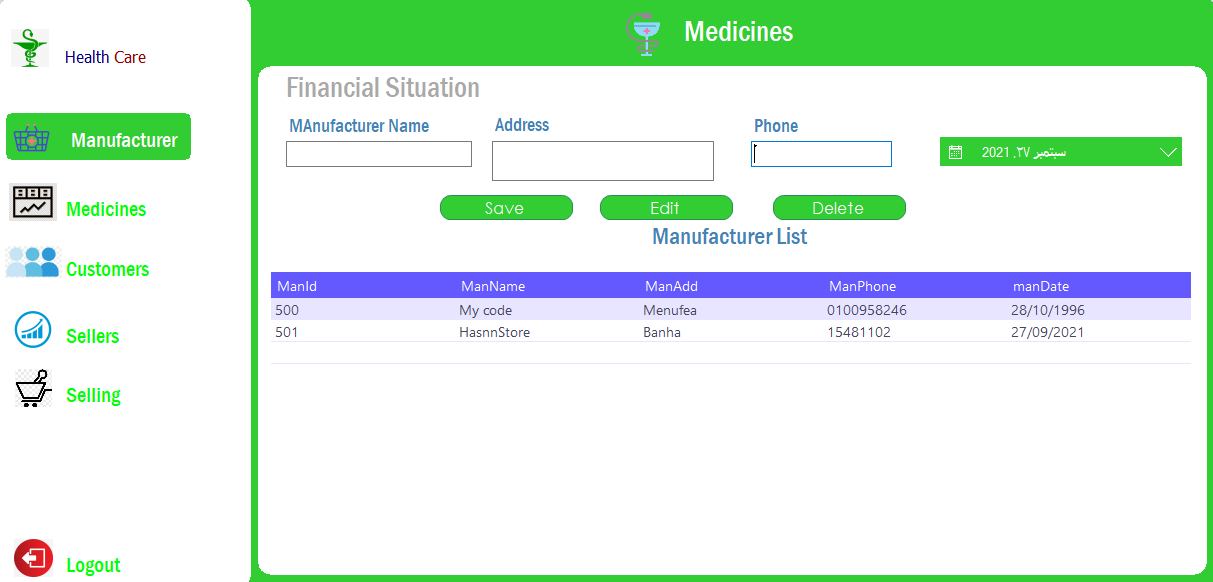 Health Care
Manufacturer
Medicines
Customers
Sellers
Selling
Logout
Medicines
Financial Situation
MAnufacturer Name Address Phone
سبتمبر ٢٧, 2021
Save Edit Delete
Manufacturer List
ManId ManName ManAdd ManPhone manDate
500 My code Menufea 0100958246 28/10/1996
501 HasnnStore Banha 15481102 27/09/2021